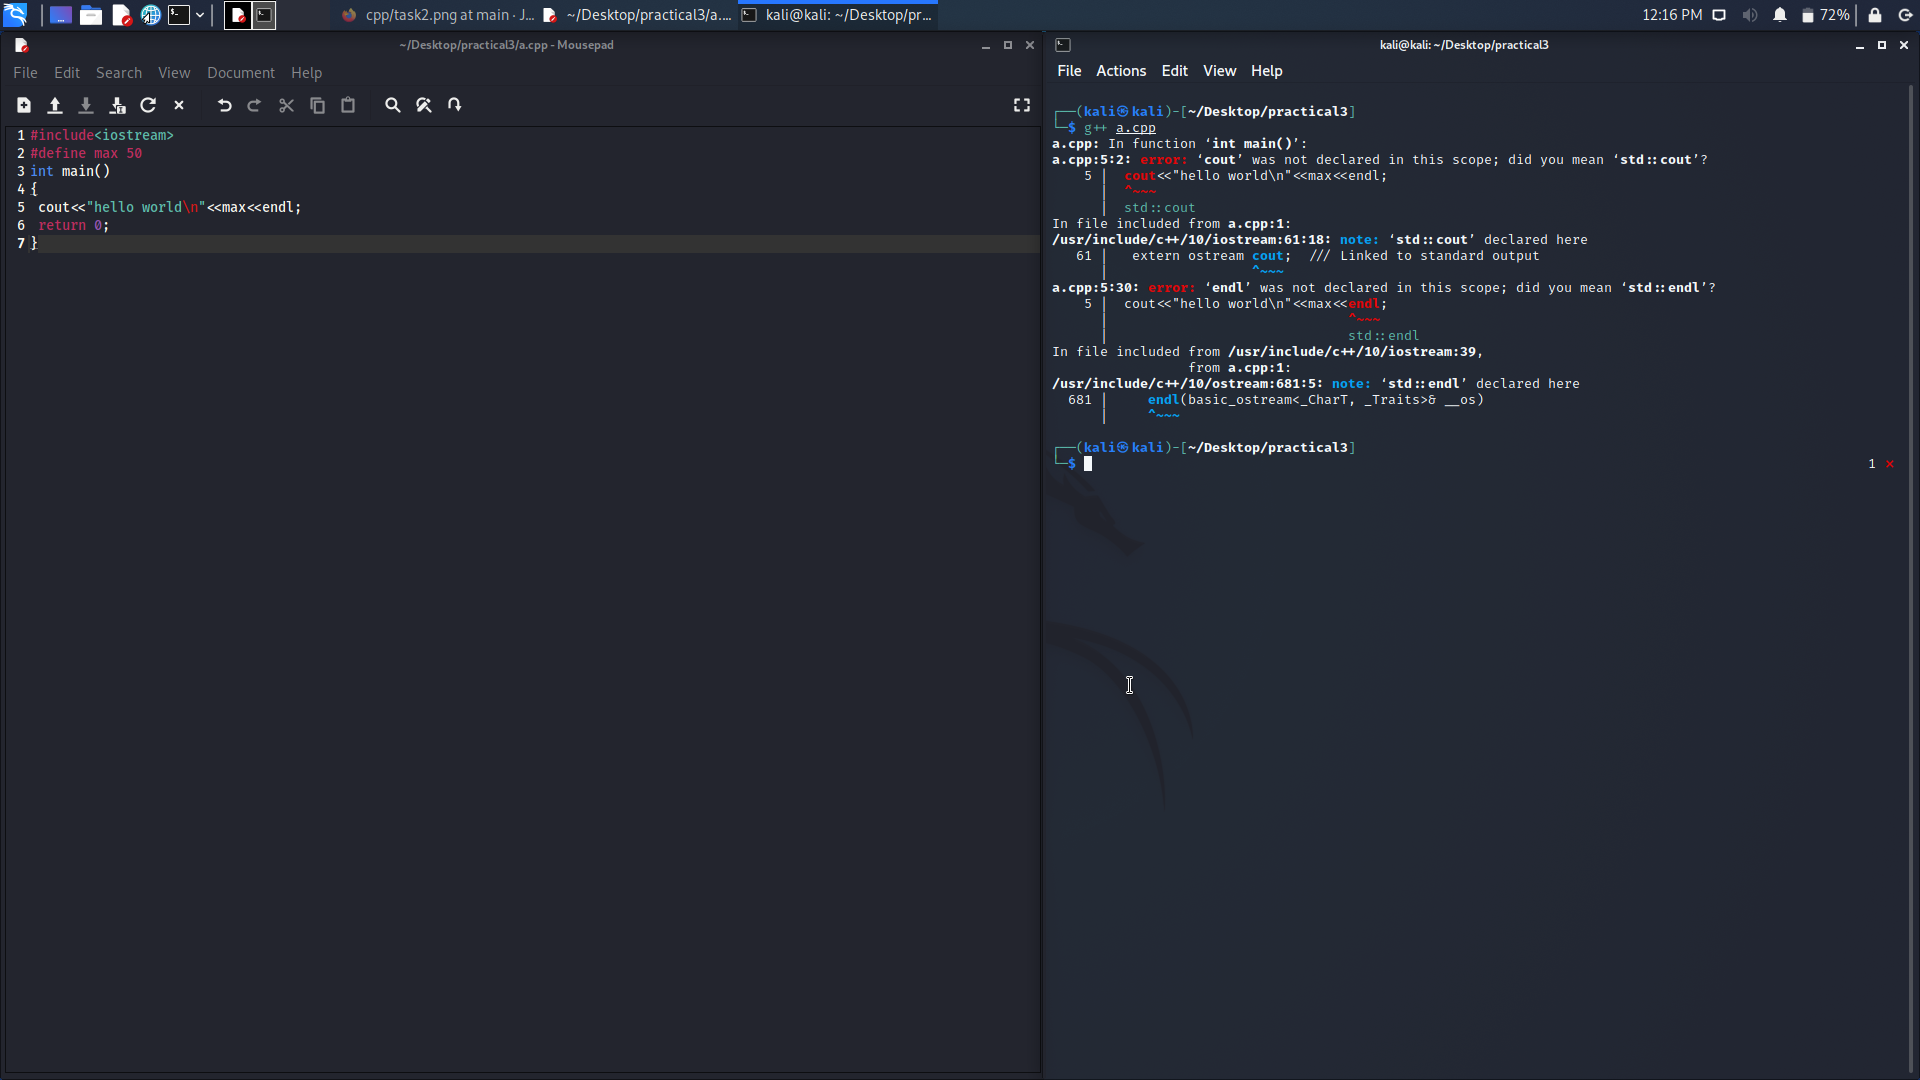 cpp/task2.png at main · J...
~/Desktop/practical3/a....
kali@kali: ~/Desktop/pr...
12:16 PM
72%
~/Desktop/practical3/a.cpp - Mousepad
File Edit Search View Document Help
1 #include<iostream>
2 #define max 50
3 int main()
4 {
5  cout<<"hello world\n"<<max<<endl;
6  return 0;
7 }
kali@kali: ~/Desktop/practical3
File Actions Edit View Help
┌──(kali㉿kali)-[~/Desktop/practical3]
└─$ g++ a.cpp
a.cpp: In function ‘int main()’:
a.cpp:5:2: error: ‘cout’ was not declared in this scope; did you mean ‘std::cout’?
    5 |  cout<<"hello world\n"<<max<<endl;
      |  ^~~~
      |  std::cout
In file included from a.cpp:1:
/usr/include/c++/10/iostream:61:18: note: ‘std::cout’ declared here
   61 |   extern ostream cout;  /// Linked to standard output
      |                  ^~~~
a.cpp:5:30: error: ‘endl’ was not declared in this scope; did you mean ‘std::endl’?
    5 |  cout<<"hello world\n"<<max<<endl;
      |                              ^~~~
      |                              std::endl
In file included from /usr/include/c++/10/iostream:39,
                 from a.cpp:1:
/usr/include/c++/10/ostream:681:5: note: ‘std::endl’ declared here
  681 |     endl(basic_ostream<_CharT, _Traits>& __os)
      |     ^~~~
┌──(kali㉿kali)-[~/Desktop/practical3]
└─$ 1 ⨯